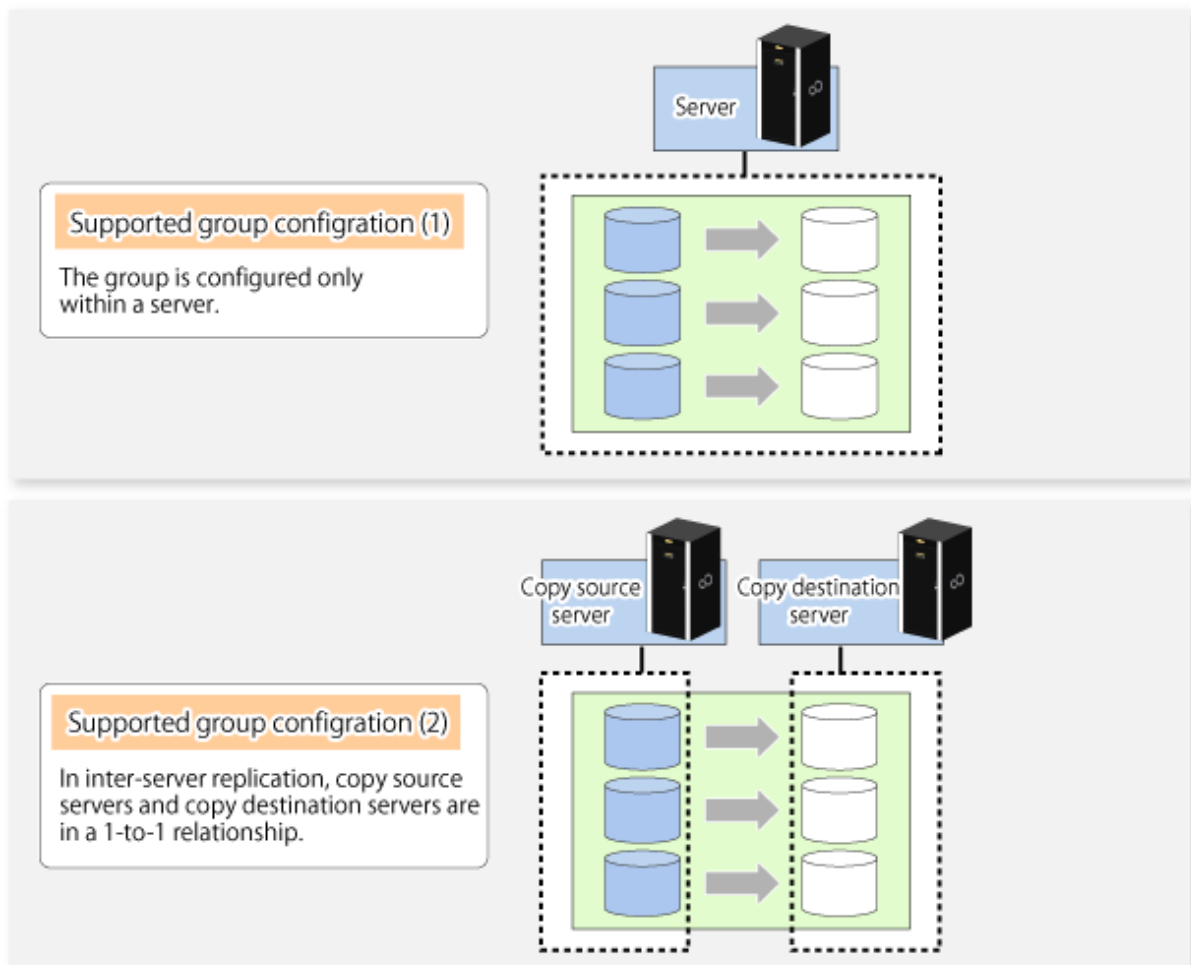 Server
Supported group configration (1)
The group is configured only
within a server.
Copy source
server
Copy destination
server
Supported group configration (2)
In inter-server replication, copy source
servers and copy destination servers are
in a 1-to-1 relationship.